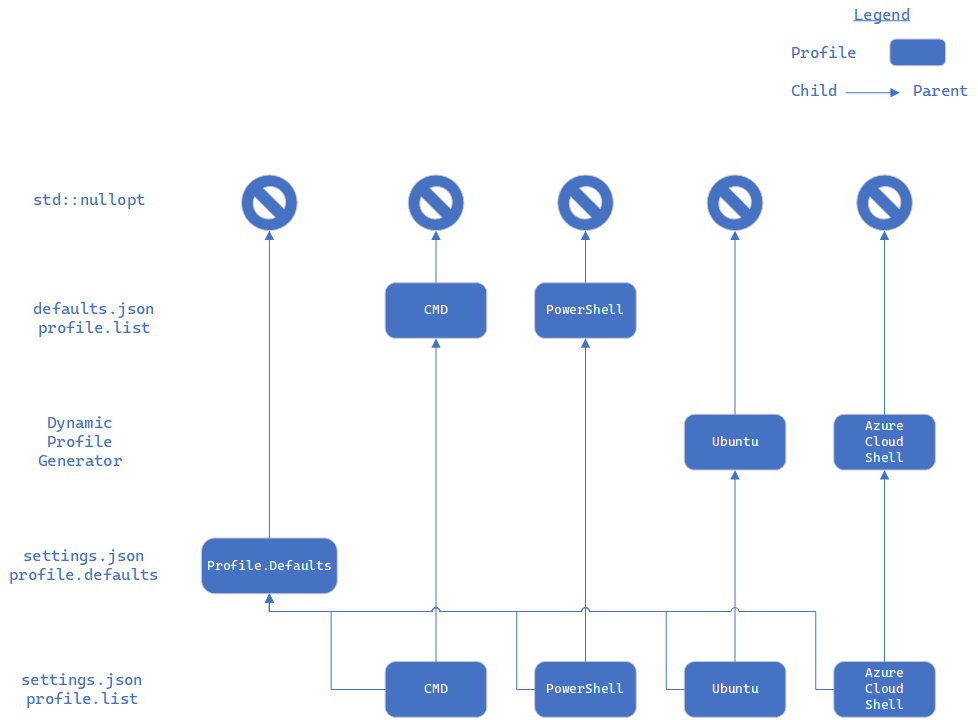 Legend
Profile
Child
Parent
std::nullopt
defaults.json
profile.list
CMD
PowerShell
Dynamic
Profile
Generator
Ubuntu
Azure
Cloud
Shell
settings.json
profile.defaults
Profile.Defaults
settings.json
profile.list
CMD
PowerShell
Ubuntu
Azure
Cloud
Shell